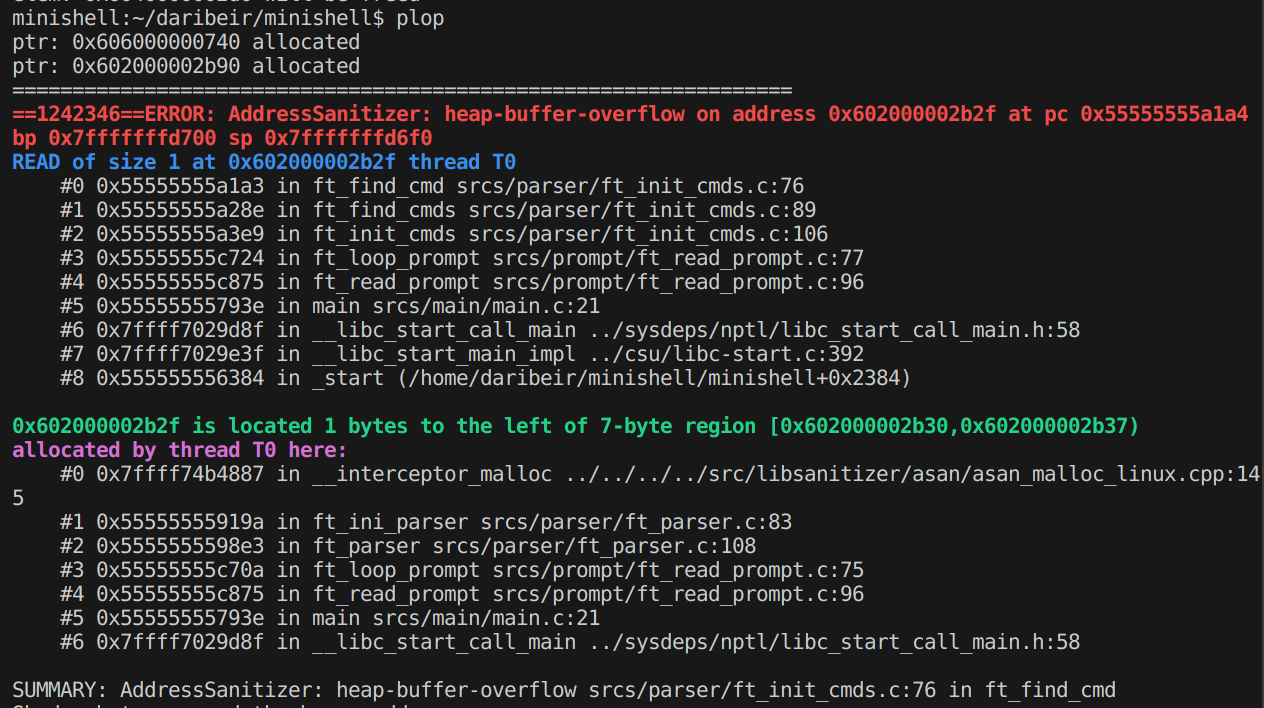 minishell:~/daribeir/minishell$ plop
ptr: 0x606000000740 allocated
ptr: 0x602000002b90 allocated
=================================================================
==1242346==ERROR: AddressSanitizer: heap-buffer-overflow on address 0x602000002b2f at pc 0x55555555a1a4
bp 0x7fffffffd700 sp 0x7fffffffd6f0
READ of size 1 at 0x602000002b2f thread T0
    #0 0x55555555a1a3 in ft_find_cmd srcs/parser/ft_init_cmds.c:76
    #1 0x55555555a28e in ft_find_cmds srcs/parser/ft_init_cmds.c:89
    #2 0x55555555a3e9 in ft_init_cmds srcs/parser/ft_init_cmds.c:106
    #3 0x55555555c724 in ft_loop_prompt srcs/prompt/ft_read_prompt.c:77
    #4 0x55555555c875 in ft_read_prompt srcs/prompt/ft_read_prompt.c:96
    #5 0x55555555793e in main srcs/main/main.c:21
    #6 0x7ffff7029d8f in __libc_start_call_main ../sysdeps/nptl/libc_start_call_main.h:58
    #7 0x7ffff7029e3f in __libc_start_main_impl ../csu/libc-start.c:392
    #8 0x555555556384 in _start (/home/daribeir/minishell/minishell+0x2384)

0x602000002b2f is located 1 bytes to the left of 7-byte region [0x602000002b30,0x602000002b37)
allocated by thread T0 here:
    #0 0x7ffff74b4887 in __interceptor_malloc ../../../../src/libsanitizer/asan/asan_malloc_linux.cpp:14
5
    #1 0x55555555919a in ft_ini_parser srcs/parser/ft_parser.c:83
    #2 0x5555555598e3 in ft_parser srcs/parser/ft_parser.c:108
    #3 0x55555555c70a in ft_loop_prompt srcs/prompt/ft_read_prompt.c:75
    #4 0x55555555c875 in ft_read_prompt srcs/prompt/ft_read_prompt.c:96
    #5 0x55555555793e in main srcs/main/main.c:21
    #6 0x7ffff7029d8f in __libc_start_call_main ../sysdeps/nptl/libc_start_call_main.h:58

SUMMARY: AddressSanitizer: heap-buffer-overflow srcs/parser/ft_init_cmds.c:76 in ft_find_cmd